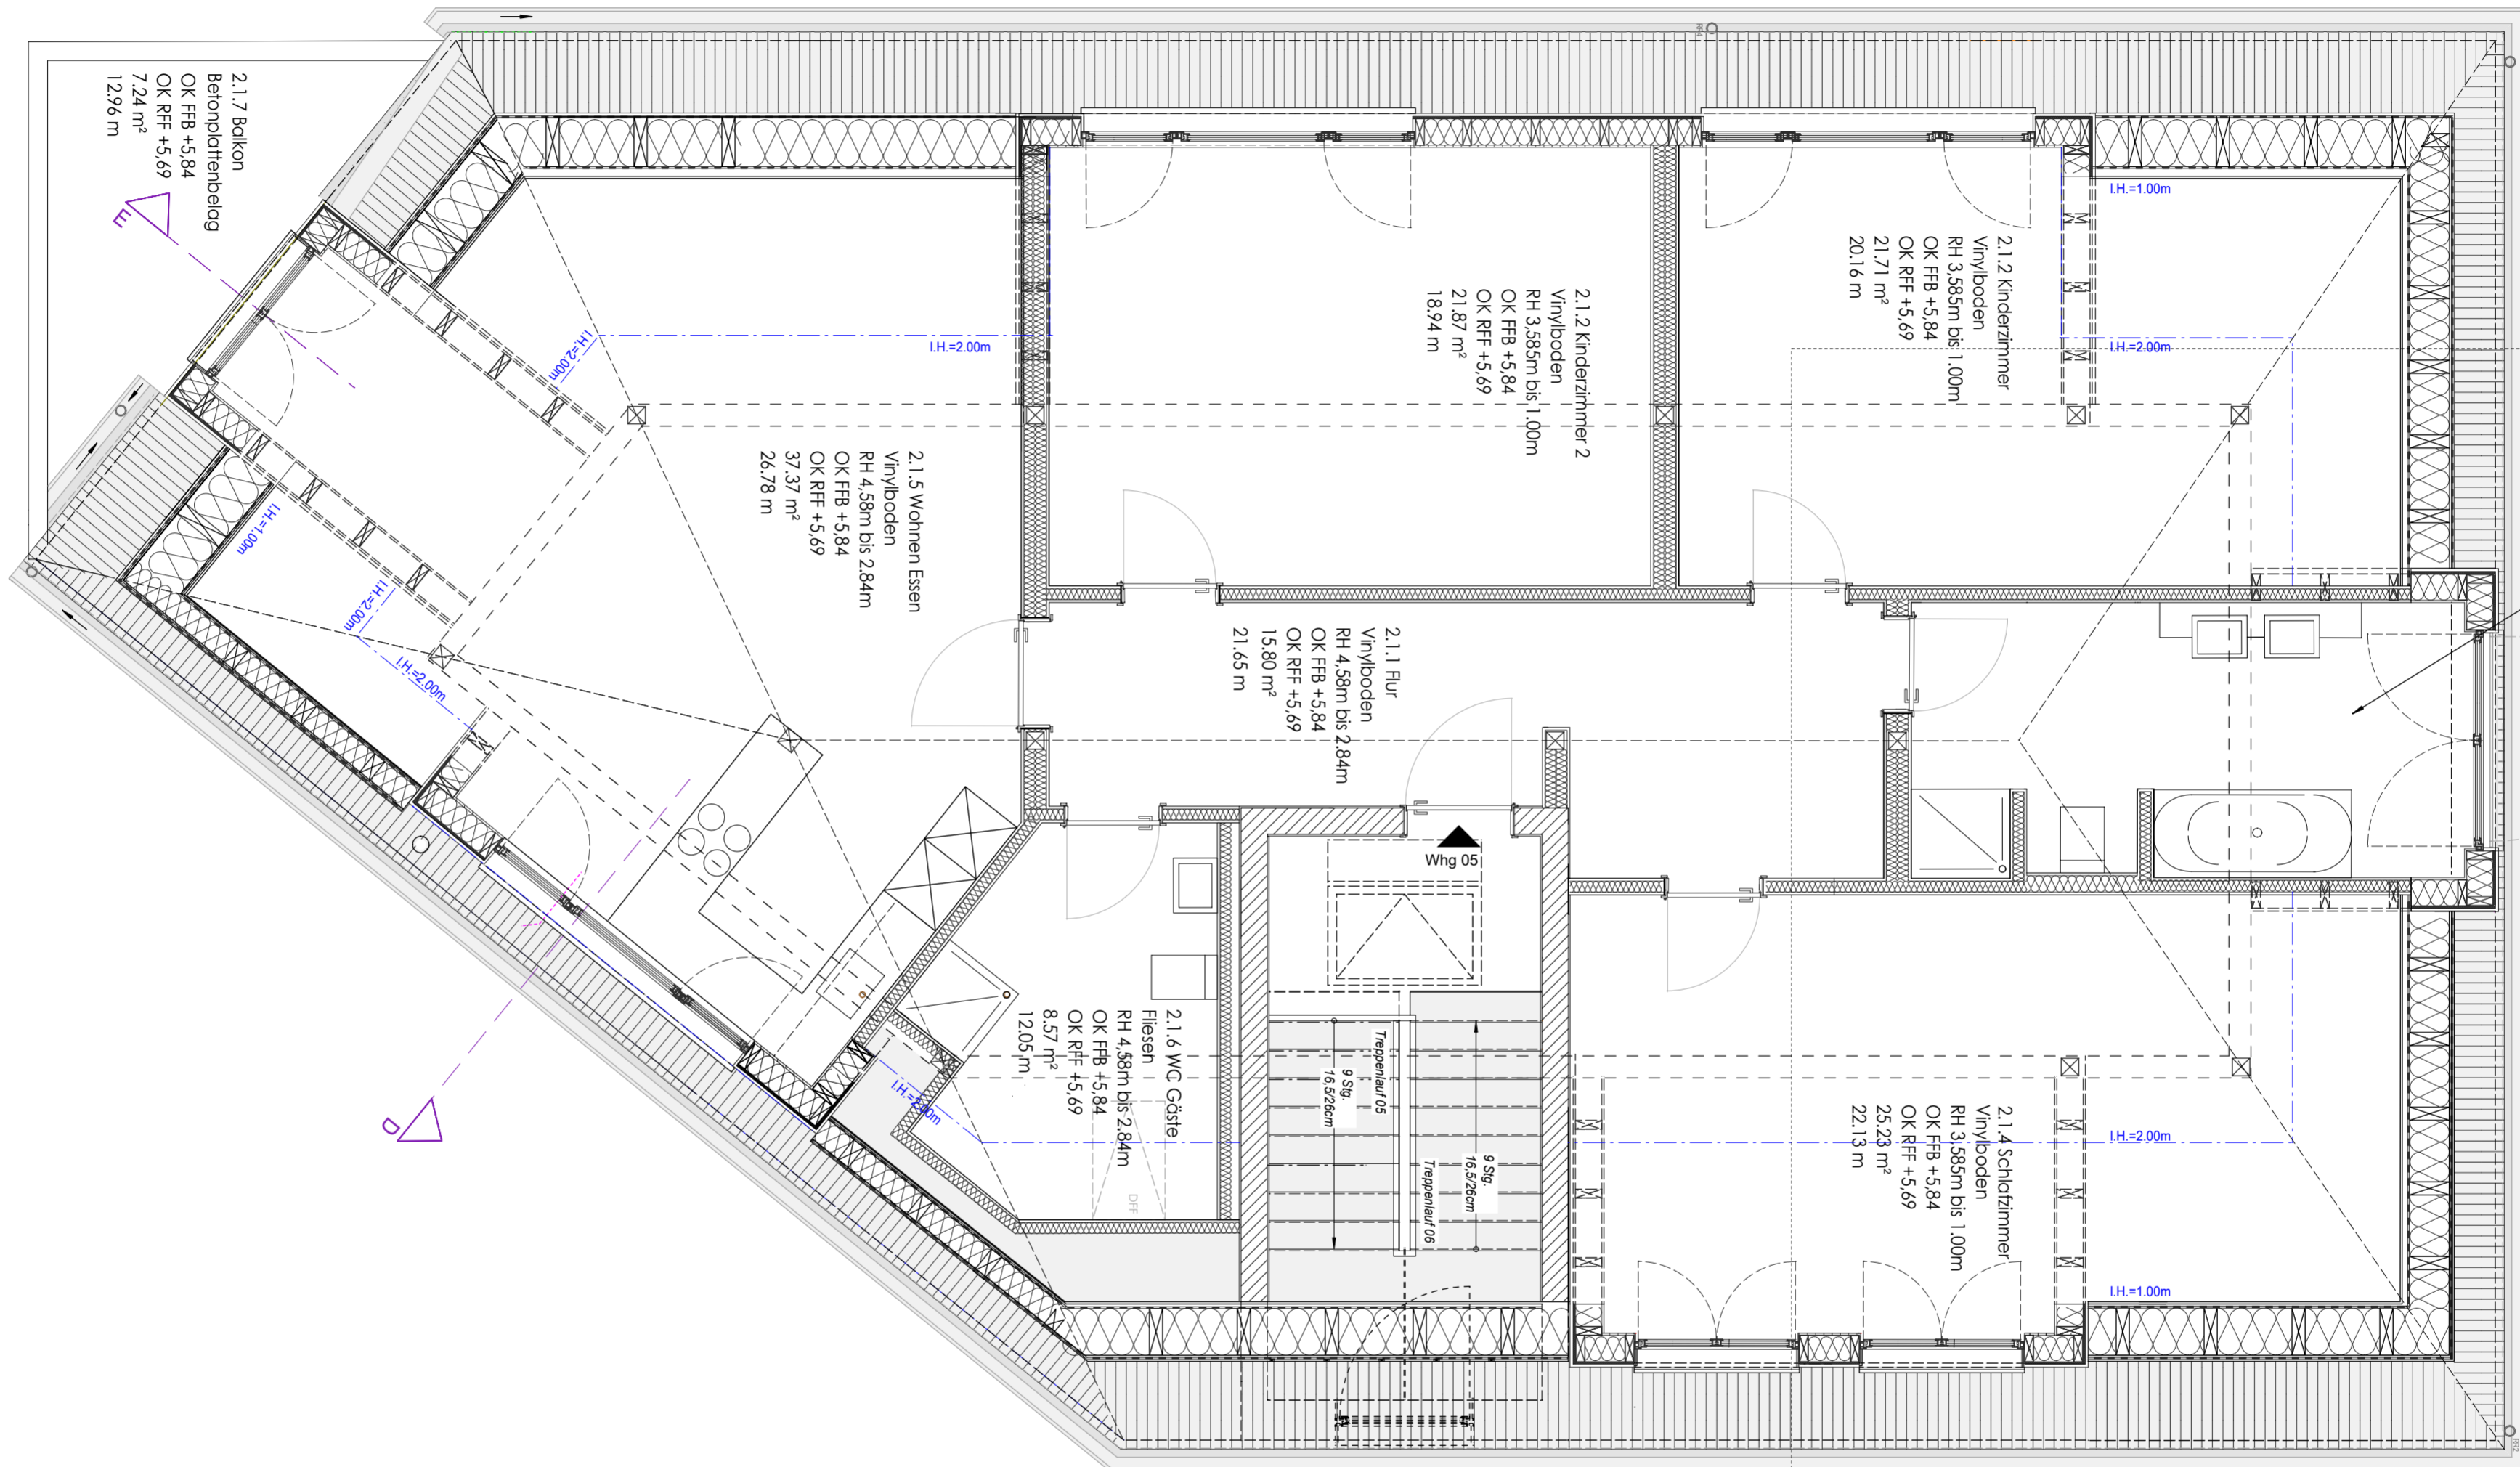 2.1.7 Balkon
Betonplattenbelag
OK FFB +5,84
OK RFF +5,69
7.24 m²
12.96 m
E
I.H.=2.00m
I.H.=2.00m
2.1.2 Kinderzimmer 2
Vinylboden
RH 3,585m bis 1.00m
OK FFB +5,84
OK RFF +5,69
21.87 m²
18.94 m
2.1.2 Kinderzimmer
Vinylboden
RH 3,585m bis 1.00m
OK FFB +5,84
OK RFF +5,69
21.71 m²
20.16 m
I.H.=1.00m
I.H.=2.00m
2.1.5 Wohnen Essen
Vinylboden
RH 4,58m bis 2.84m
OK FFB +5,84
OK RFF +5,69
37.37 m²
26.78 m
I.H.=1.00m
I.H.=2.00m
I.H.=2.00m
2.1.1 Flur
Vinylboden
RH 4,58m bis 2.84m
OK FFB +5,84
OK RFF +5,69
15.80 m²
21.65 m
Whg 05
2.1.6 WC Gäste
Fliesen
RH 4,58m bis 2.84m
OK FFB +5,84
OK RFF +5,69
8.57 m²
12.05 m
I.H.=2.00m
DFF
Treppenlauf 05
9 Stg.
16,5/26cm
9 Stg.
16,5/26cm
Treppenlauf 06
2.1.4 Schlafzimmer
Vinylboden
RH 3,585m bis 1.00m
OK FFB +5,84
OK RFF +5,69
25.23 m²
22.13 m
I.H.=2.00m
I.H.=1.00m
D
RR4
RR2